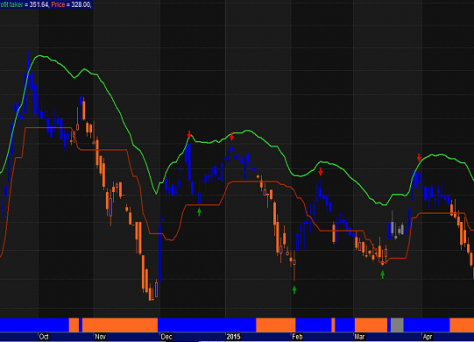 ofit taker = 351.64, Price = 328.00,
Oct Nov Dec 2015 Feb Mar Apr